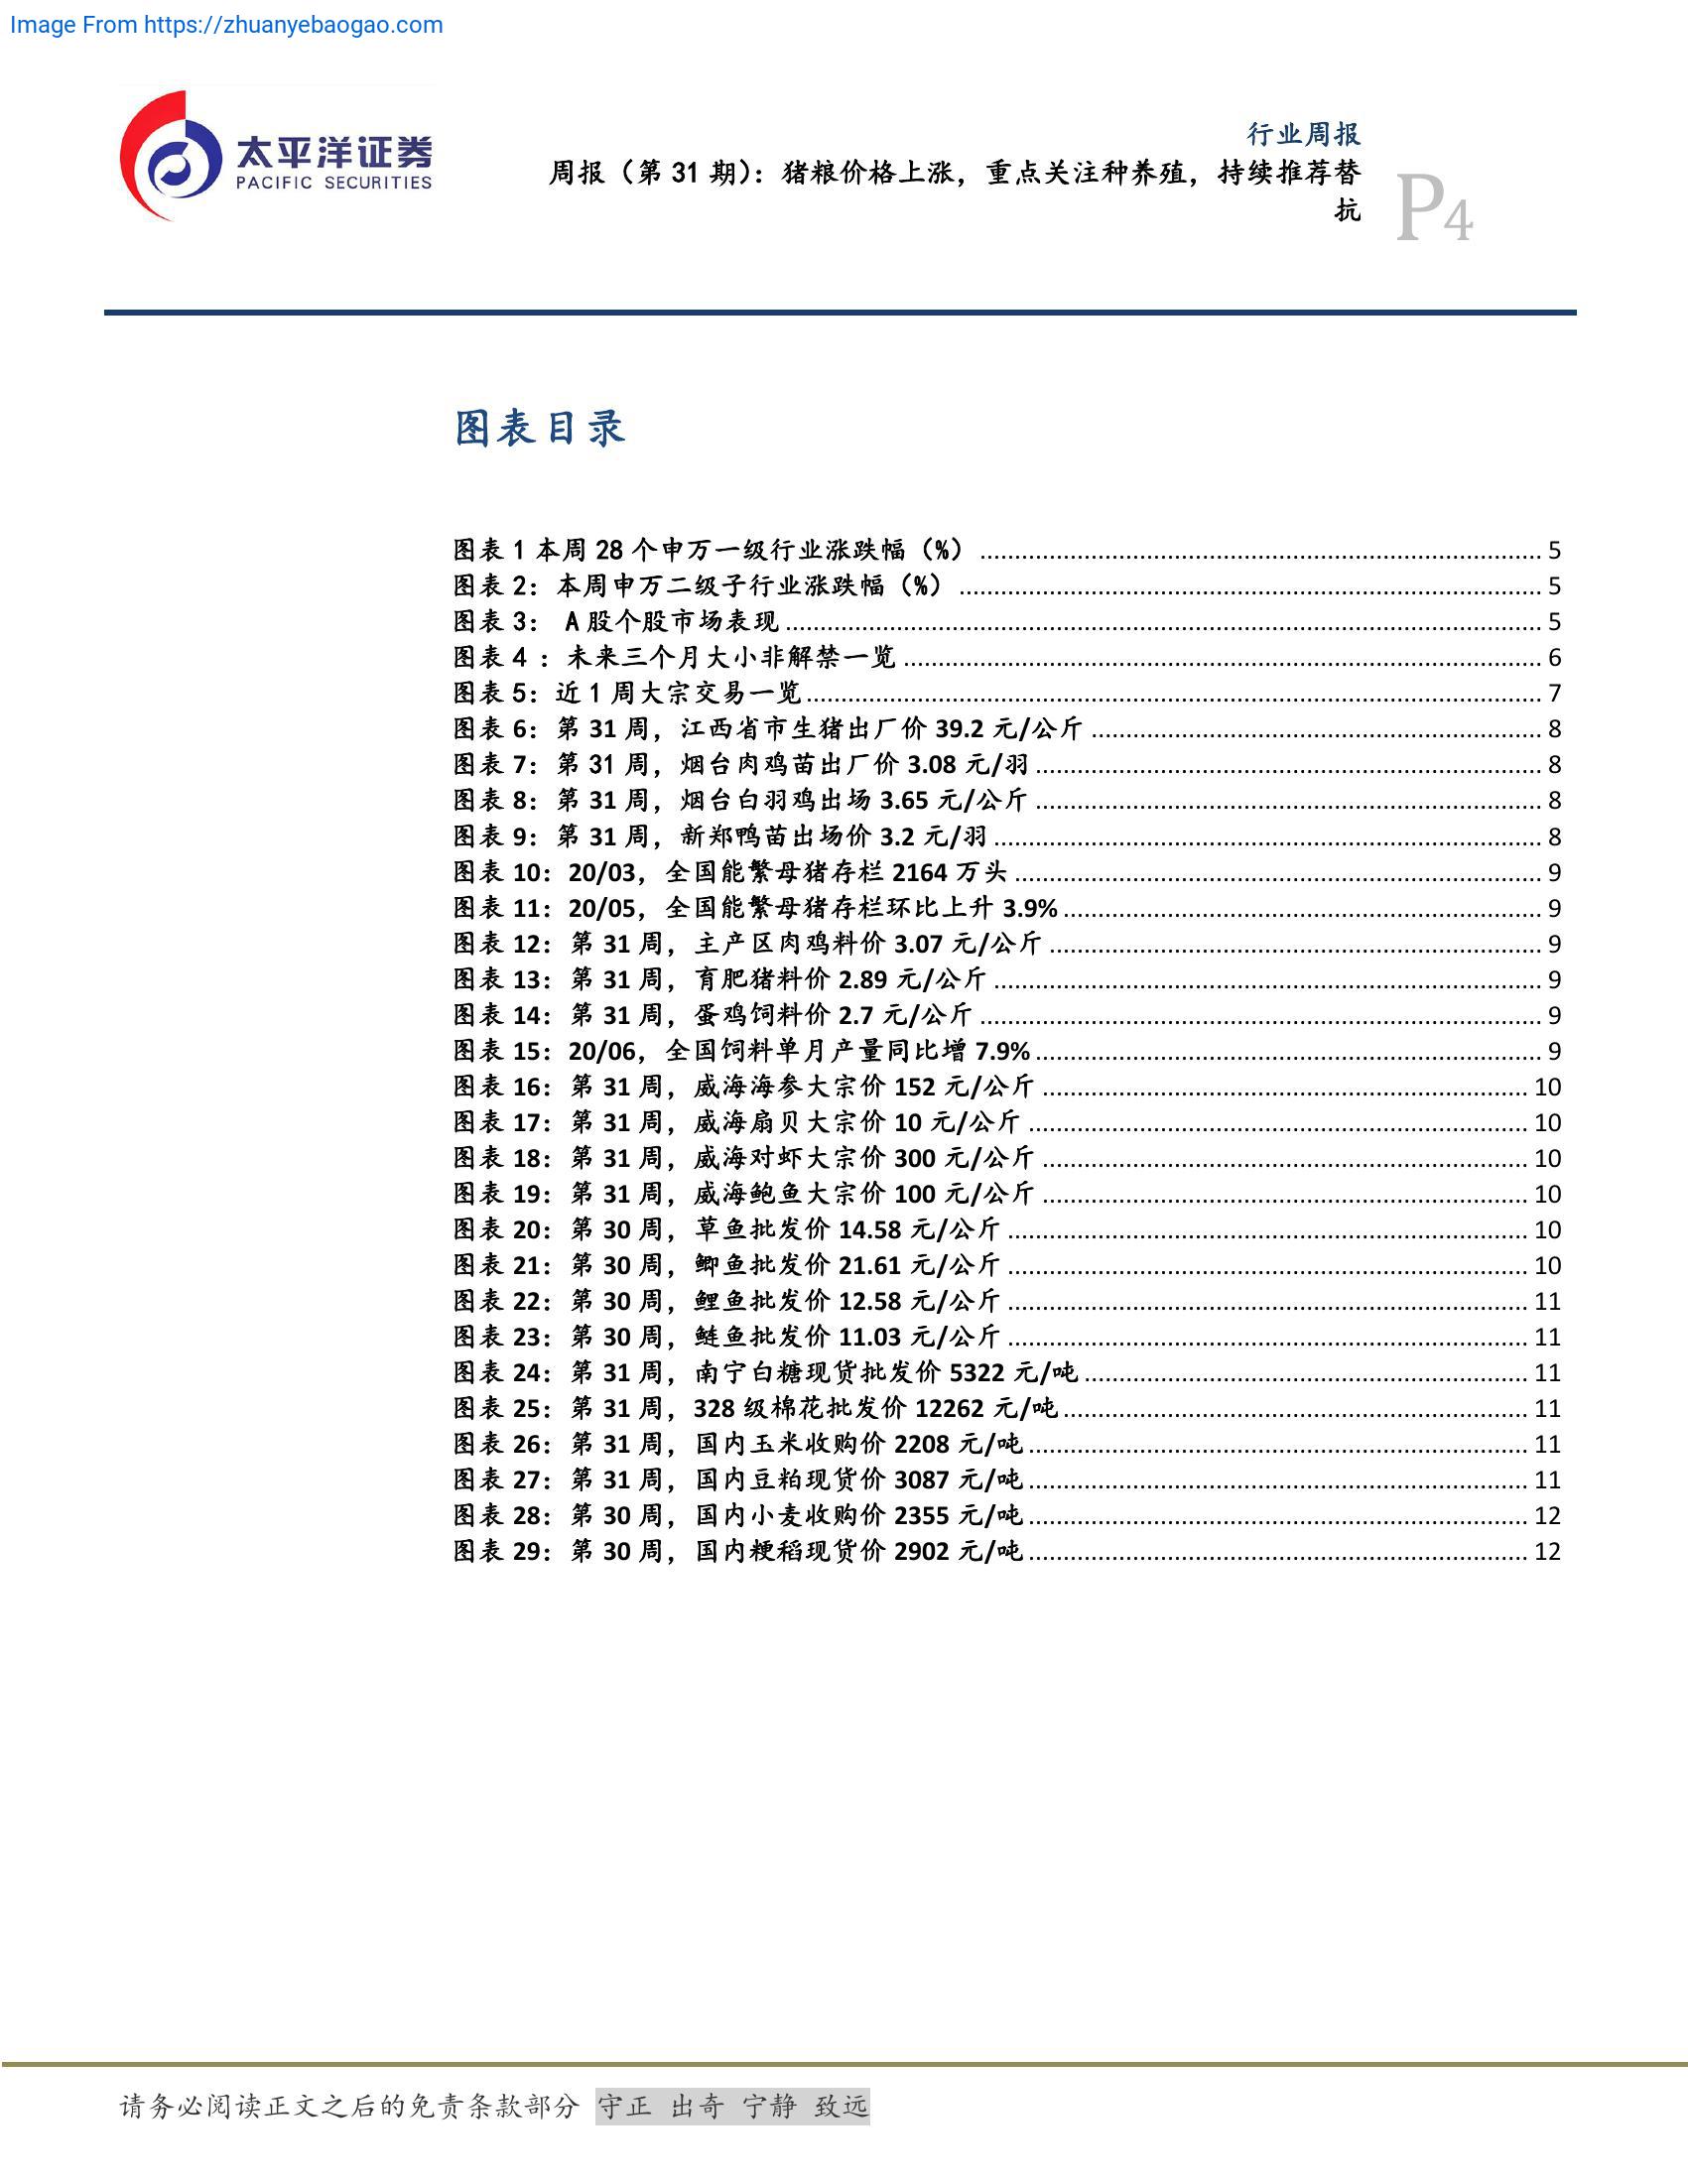 Image From https://zhuanyebaogao.com
太平洋证券
PACIFIC SECURITIES
行业周报
周报（第 31 期）：猪粮价格上涨，重点关注种养殖，持续推荐替
抗
P4
图表目录
图表 1 本周 28 个申万一级行业涨跌幅（%） ........ 5
图表 2：本周申万二级子行业涨跌幅（%） ........ 5
图表 3： A 股个股市场表现 ........ 5
图表 4 ：未来三个月大小非解禁一览 ........ 6
图表 5：近 1 周大宗交易一览 ........ 7
图表 6：第 31 周，江西省市生猪出厂价 39.2 元/公斤 ........ 8
图表 7：第 31 周，烟台肉鸡苗出厂价 3.08 元/羽 ........ 8
图表 8：第 31 周，烟台白羽鸡出场 3.65 元/公斤 ........ 8
图表 9：第 31 周，新郑鸭苗出场价 3.2 元/羽 ........ 8
图表 10：20/03，全国能繁母猪存栏 2164 万头 ........ 9
图表 11：20/05，全国能繁母猪存栏环比上升 3.9% ........ 9
图表 12：第 31 周，主产区肉鸡料价 3.07 元/公斤 ........ 9
图表 13：第 31 周，育肥猪料价 2.89 元/公斤 ........ 9
图表 14：第 31 周，蛋鸡饲料价 2.7 元/公斤 ........ 9
图表 15：20/06，全国饲料单月产量同比增 7.9% ........ 9
图表 16：第 31 周，威海海参大宗价 152 元/公斤 ........ 10
图表 17：第 31 周，威海扇贝大宗价 10 元/公斤 ........ 10
图表 18：第 31 周，威海对虾大宗价 300 元/公斤 ........ 10
图表 19：第 31 周，威海鲍鱼大宗价 100 元/公斤 ........ 10
图表 20：第 30 周，草鱼批发价 14.58 元/公斤 ........ 10
图表 21：第 30 周，鲫鱼批发价 21.61 元/公斤 ........ 10
图表 22：第 30 周，鲤鱼批发价 12.58 元/公斤 ........ 11
图表 23：第 30 周，鲢鱼批发价 11.03 元/公斤 ........ 11
图表 24：第 31 周，南宁白糖现货批发价 5322 元/吨 ........ 11
图表 25：第 31 周，328 级棉花批发价 12262 元/吨 ........ 11
图表 26：第 31 周，国内玉米收购价 2208 元/吨 ........ 11
图表 27：第 31 周，国内豆粕现货价 3087 元/吨 ........ 11
图表 28：第 30 周，国内小麦收购价 2355 元/吨 ........ 12
图表 29：第 30 周，国内粳稻现货价 2902 元/吨 ........ 12
请务必阅读正文之后的免责条款部分 守正 出奇 宁静 致远